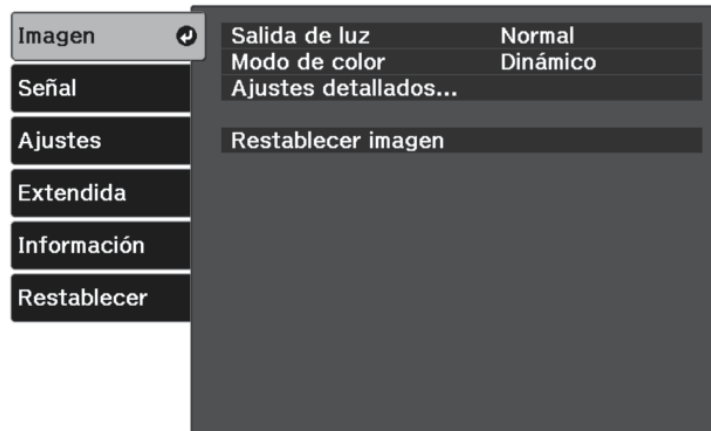 Imagen
Señal
Ajustes
Extendida
Información
Restablecer
Salida de luz Normal
Modo de color Dinámico
Ajustes detallados...
Restablecer imagen